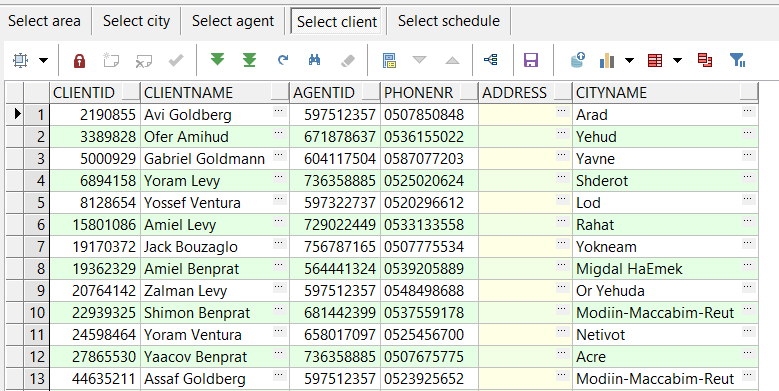 Select area Select city Select agent Select client Select schedule
CLIENTID CLIENTNAME AGENTID PHONENR ADDRESS CITYNAME
1 2190855 Avi Goldberg ... 597512357 0507850848 ... Arad ...
2 3389828 Ofer Amihud ... 671878637 0536155022 ... Yehud ...
3 5000929 Gabriel Goldmann ... 604117504 0587077203 ... Yavne ...
4 6894158 Yoram Levy ... 736358885 0525020624 ... Shderot ...
5 8128654 Yossef Ventura ... 597322737 0520296612 ... Lod ...
6 15801086 Amiel Levy ... 729022449 0533133558 ... Rahat ...
7 19170372 Jack Bouzaglo ... 756787165 0507775534 ... Yokneam ...
8 19362329 Amiel Benprat ... 564441324 0539205889 ... Migdal HaEmek ...
9 20764142 Zalman Levy ... 597512357 0548498688 ... Or Yehuda ...
10 22939325 Shimon Benprat ... 681442399 0537559178 ... Modiin-Maccabim-Reut ...
11 24598464 Yoram Ventura ... 658017097 0525456700 ... Netivot ...
12 27865530 Yaacov Benprat ... 736358885 0507675775 ... Acre ...
13 44635211 Assaf Goldberg ... 597512357 0523925652 ... Modiin-Maccabim-Reut ...